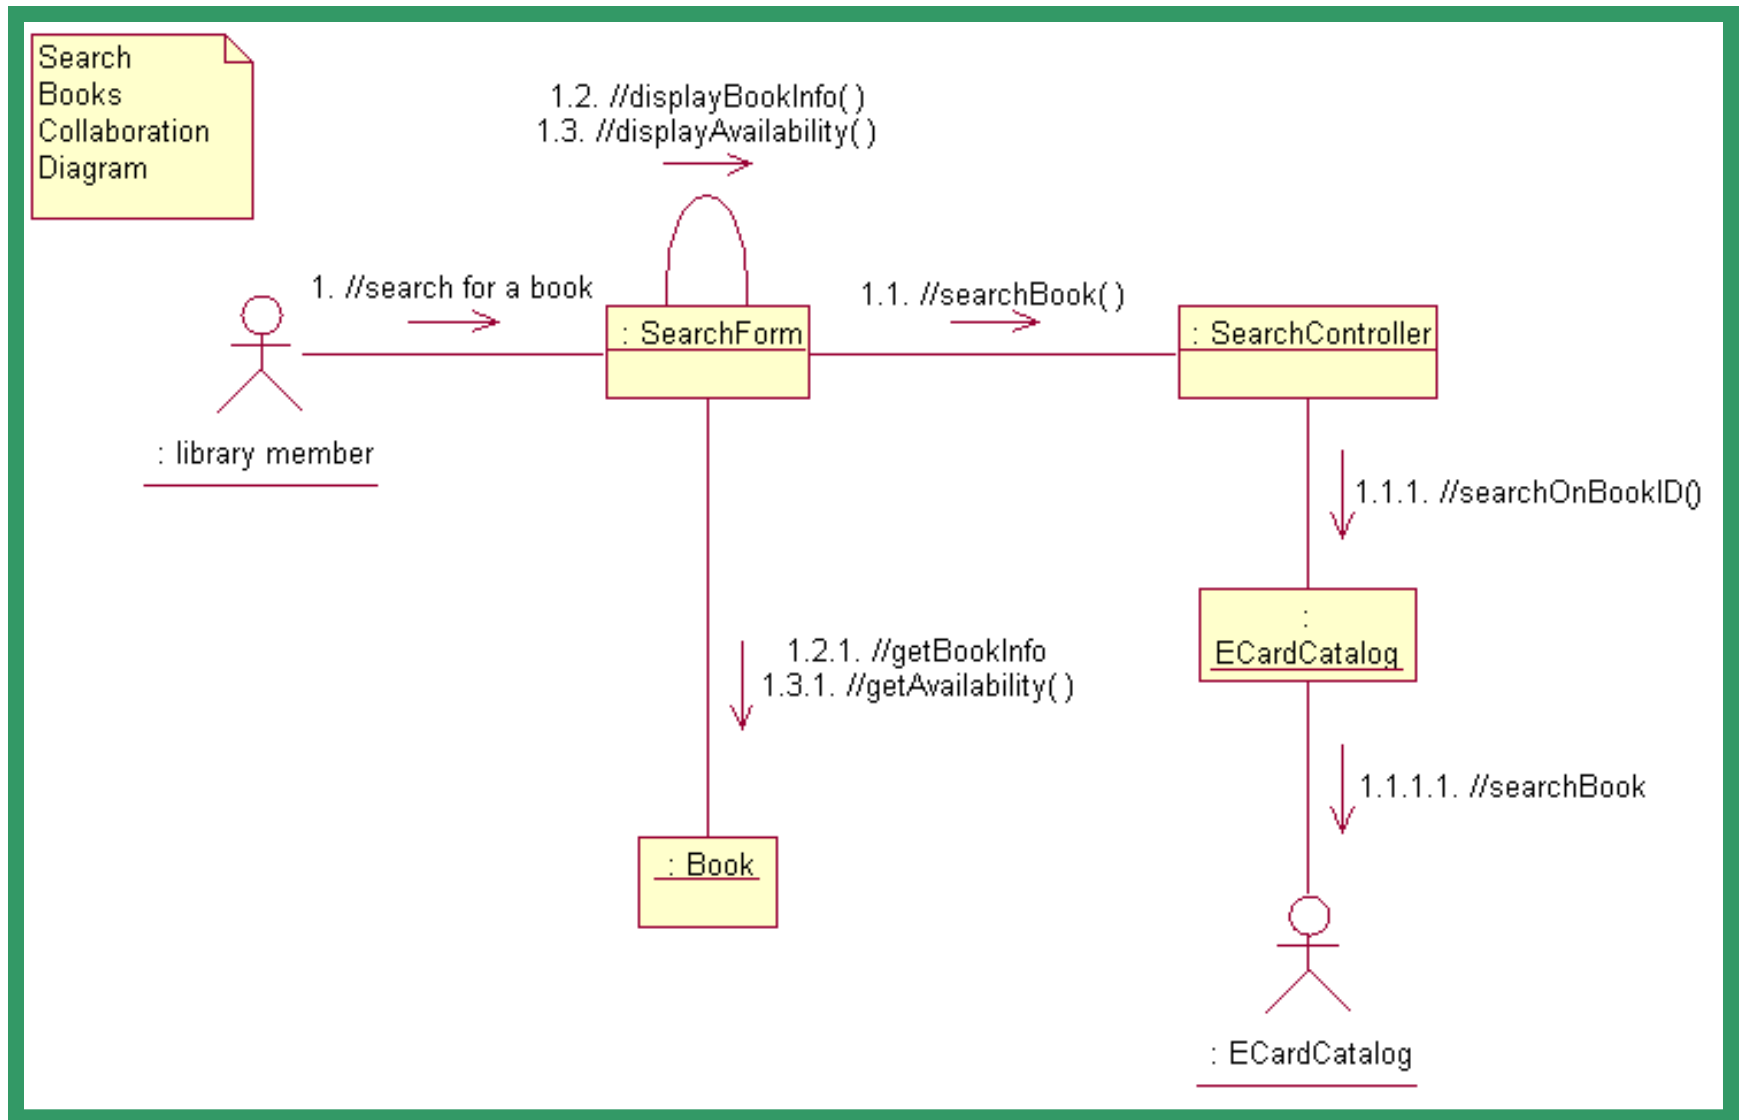 Search
Books
Collaboration
Diagram
1.2. //displayBookInfo( )
1.3. //displayAvailability( )
1. //search for a book
1.1. //searchBook( )
: SearchForm
: SearchController
: library member
1.1.1. //searchOnBookID()
:
ECardCatalog
1.2.1. //getBookInfo
1.3.1. //getAvailability( )
1.1.1.1. //searchBook
: Book
: ECardCatalog